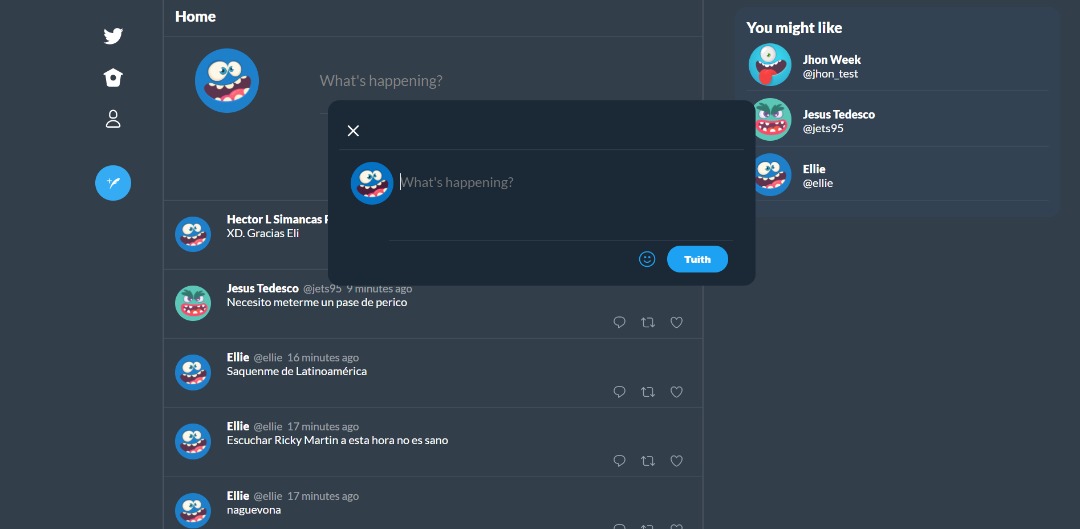 Home
What's happening?
What's happening?
Tuith
Hector L Simancas
XD. Gracias Eli
Jesus Tedesco @jets95 9 minutes ago
Necesito meterme un pase de perico
Ellie @ellie 16 minutes ago
Saquenme de Latinoamérica
Ellie @ellie 17 minutes ago
Escuchar Ricky Martin a esta hora no es sano
Ellie @ellie 17 minutes ago
naguevona
You might like
Jhon Week
@jhon_test
Jesus Tedesco
@jets95
Ellie
@ellie